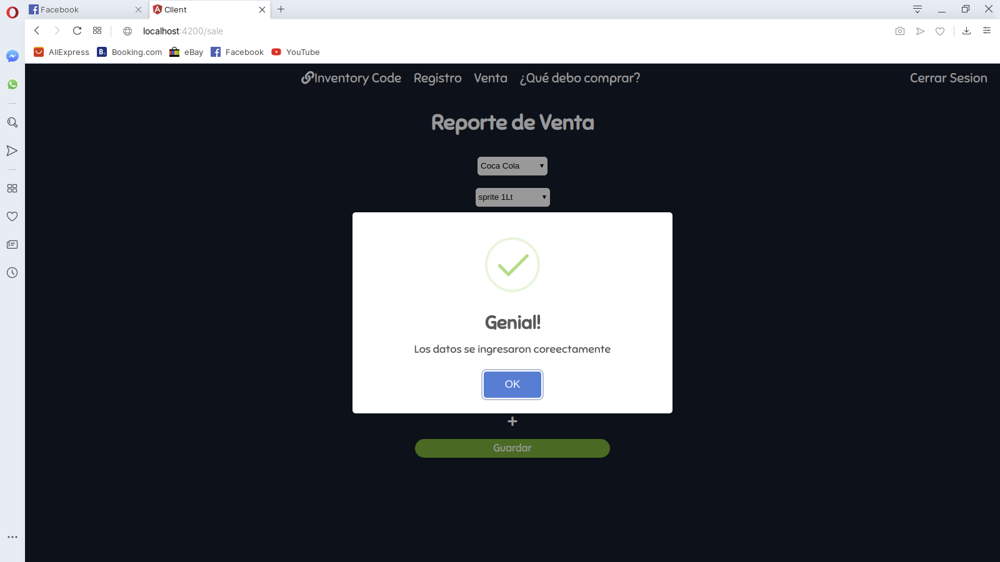 Facebook
Client
localhost:4200/sale
AliExpress
B. Booking.com
eBay
Facebook
YouTube
Inventory Code
Registro
Venta
¿Qué debo comprar?
Cerrar Sesion
Reporte de Venta
Coca Cola
sprite 1Lt
Genial!
Los datos se ingresaron coreectamente
OK
+
Guardar